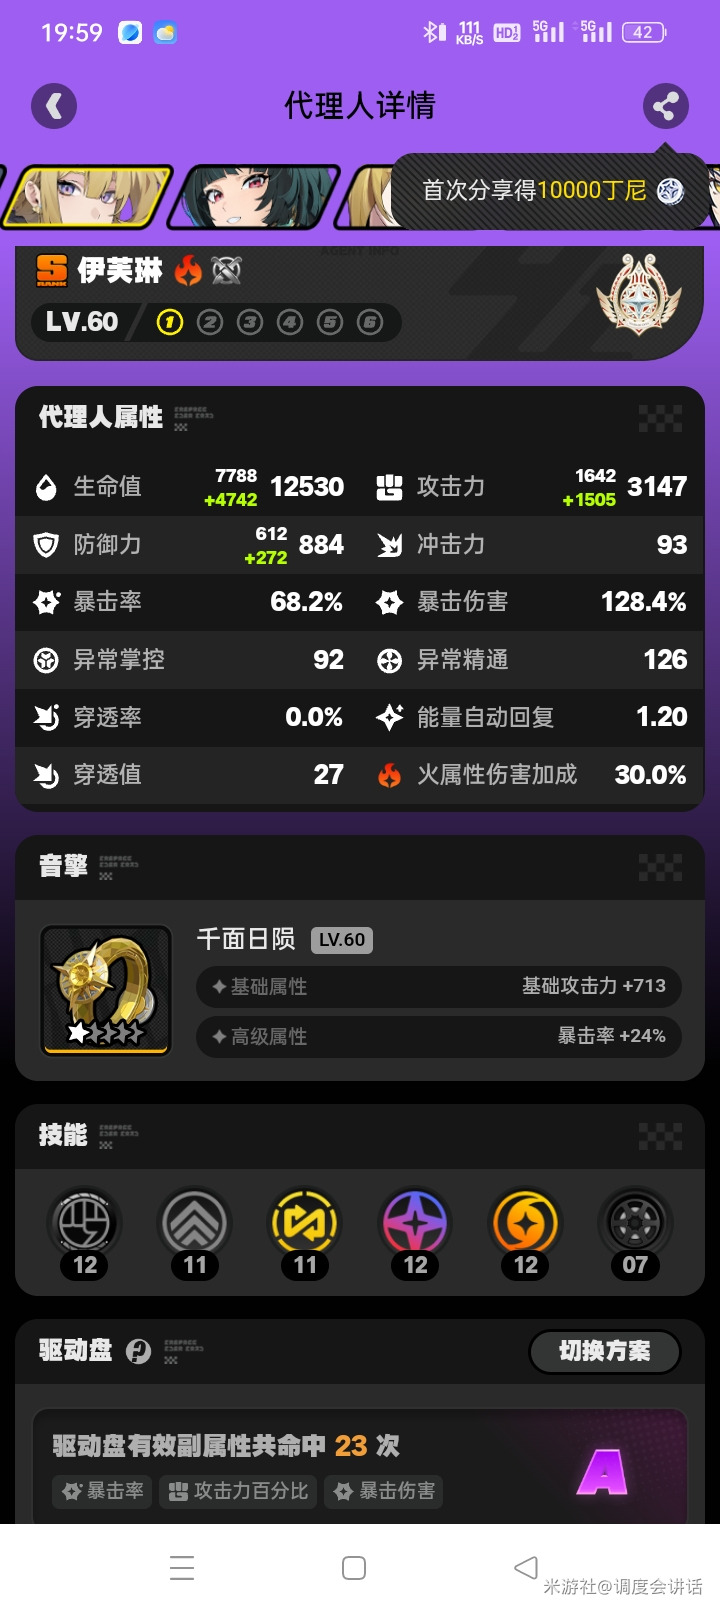 19:59
111
KB/S
HD
5G
5G
42
代理人详情
首次分享得10000丁尼
AGENT INFO
S
RANK
伊芙琳
LV.60
1 2 3 4 5 6
代理人属性
生命值 7788 +4742 12530
攻击力 1642 +1505 3147
防御力 612 +272 884
冲击力 93
暴击率 68.2%
暴击伤害 128.4%
异常掌控 92
异常精通 126
穿透率 0.0%
能量自动回复 1.20
穿透值 27
火属性伤害加成 30.0%
音擎
千面日陨 LV.60
基础属性 基础攻击力 +713
高级属性 暴击率 +24%
技能
12 11 11 12 12 07
驱动盘
切换方案
驱动盘有效副属性共命中 23 次
A
暴击率 攻击力百分比 暴击伤害
米游社@调度会讲话